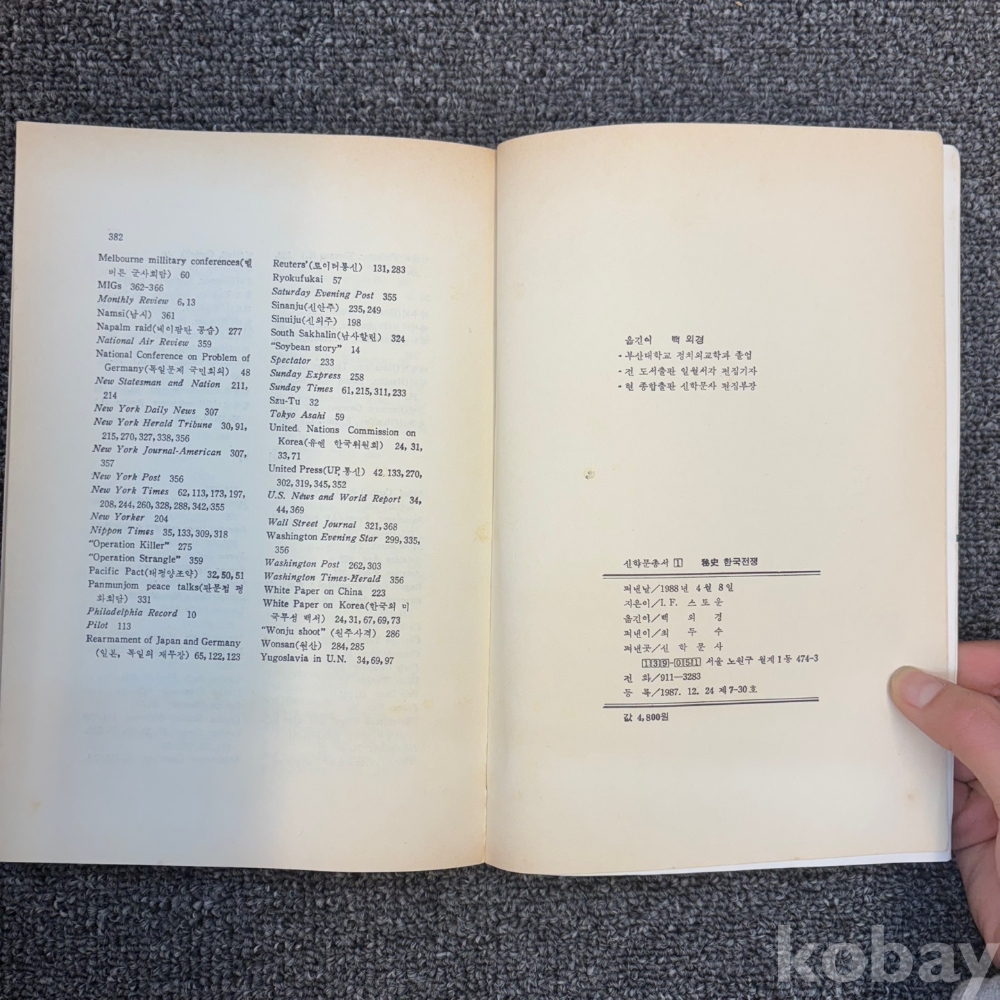 382
Melbourne millitary conferences(멜
버른 군사회담) 60
MIGs 362-366
Monthly Review 6,13
Namsi(남시) 361
Napalm raid(네이팜탄 공습) 277
National Air Review 359
National Conference on Problem of
Germany(독일문제 국민회의) 48
New Statesman and Nation 211,
214
New York Daily News 307
New York Herald Tribune 30,91,
215,270,327,338,356
New York Journal-American 307,
357
New York Post 356
New York Times 62,113,173,197,
208,244,260,328,288,342,355
New Yorker 204
Nippon Times 35,133,309,318
"Operation Killer" 275
"Operation Strangle" 359
Pacific Pact(태평양조약) 32,50,51
Panmunjom peace talks(판문점 평
화회담) 331
Philadelphia Record 10
Pilot 113
Rearmament of Japan and Germany
(일본, 독일의 재무장) 65,122,123
Reuters'(로이터통신) 131,283
Ryokufukai 57
Saturday Evening Post 355
Sinanju(신안주) 235,249
Sinuiju(신의주) 198
South Sakhalin(남사할린) 324
"Soybean story" 14
Spectator 233
Sunday Express 258
Sunday Times 61,215,311,233
Szu-Tu 32
Tokyo Asahi 59
United Nations Commission on
Korea(유엔 한국위원회) 24,31,
33,71
United Press(UP통신) 42,133,270,
302,319,345,352
U.S. News and World Report 34,
44,369
Wall Street Journal 321,368
Washington Evening Star 299,335,
356
Washington Post 262,303
Washington Times-Herald 356
White Paper on China 223
White Paper on Korea(한국의 미
국무성 백서) 24,31,67,69,73
"Wonju shoot" (원주사격) 286
Wonsan(원산) 284,285
Yugoslavia in U.N. 34,69,97
옮긴이 백 외경
·부산대학교 정치외교학과 졸업
·전 도서출판 일월서각 편집기자
·현 종합출판 신학문사 편집부장
신학문총서 1 秘史 한국전쟁
펴낸날/1988년 4월 8일
지은이/I.F. 스토운
옮긴이/백 외 경
펴낸이/최 두 수
펴낸곳/신 학 문 사
139-051 서울 노원구 월계1동 474-3
전 화/911—3283
등 록/1987. 12. 24 제7-30호
값 4,800원
kobay